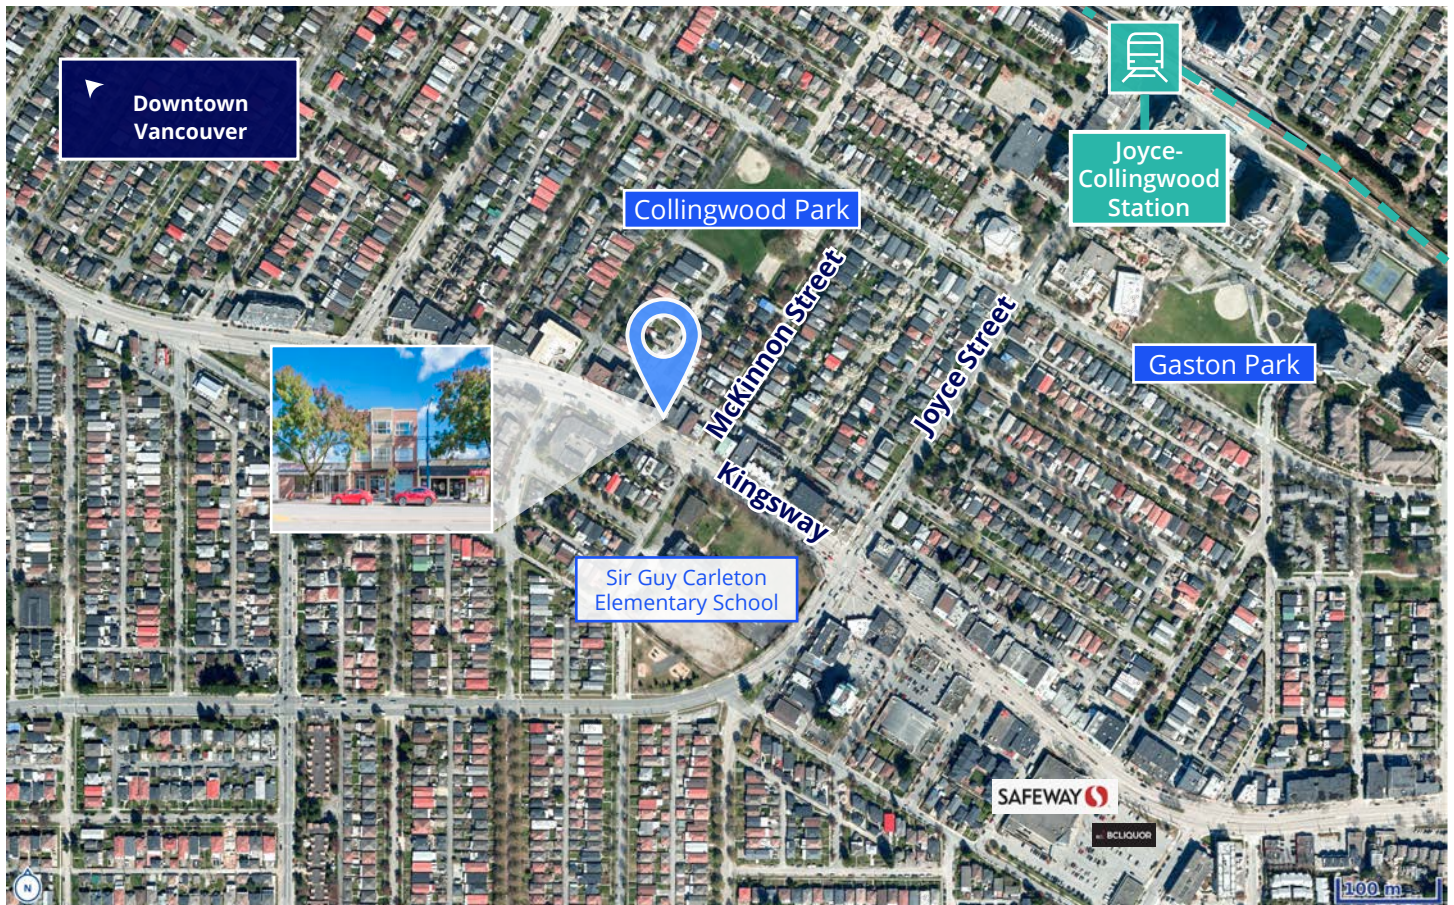 Downtown
Vancouver
Joyce-
Collingwood
Station
Collingwood Park
McKinnon Street
Joyce Street
Gaston Park
Kingsway
Sir Guy Carleton
Elementary School
SAFEWAY
BCLIQUOR
N
100 m